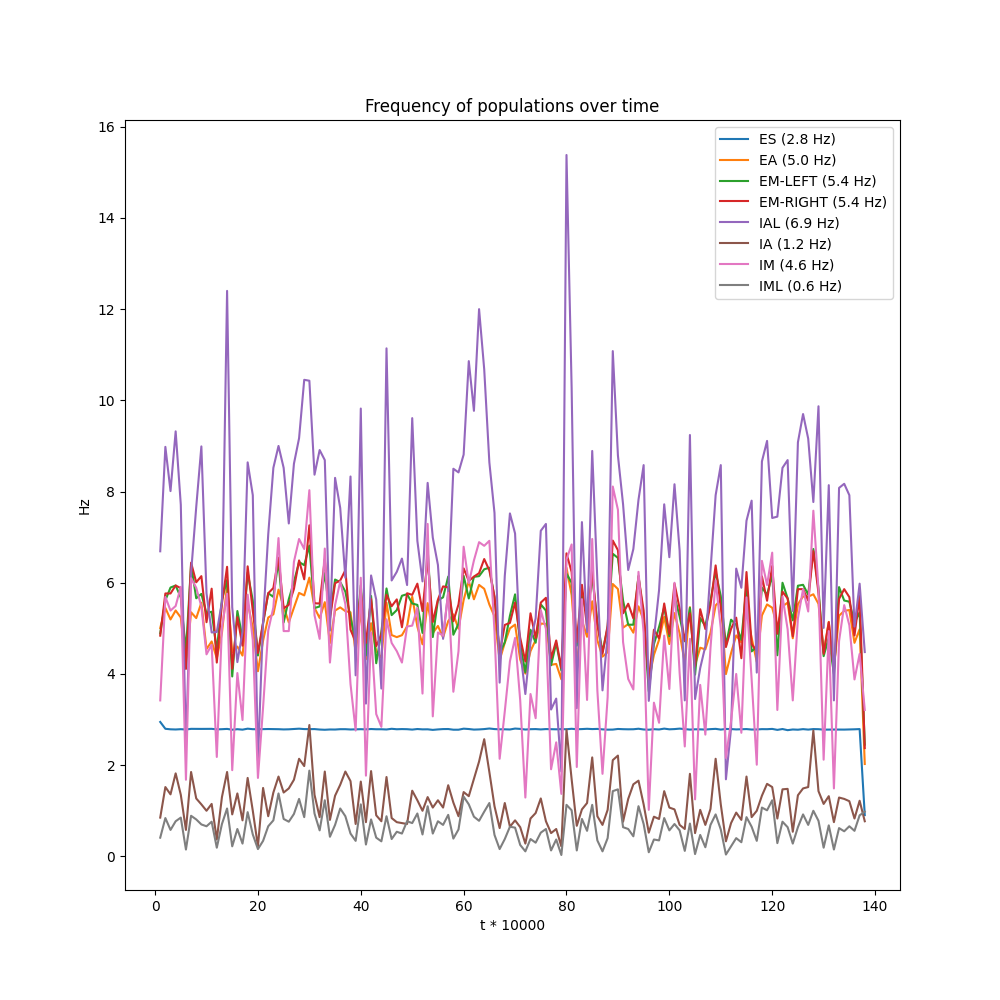 Frequency of populations over time
16
14
12
10
8
6
4
2
0
Hz
ES (2.8 Hz)
EA (5.0 Hz)
EM-LEFT (5.4 Hz)
EM-RIGHT (5.4 Hz)
IAL (6.9 Hz)
IA (1.2 Hz)
IM (4.6 Hz)
IML (0.6 Hz)
0 20 40 60 80 100 120 140
t * 10000